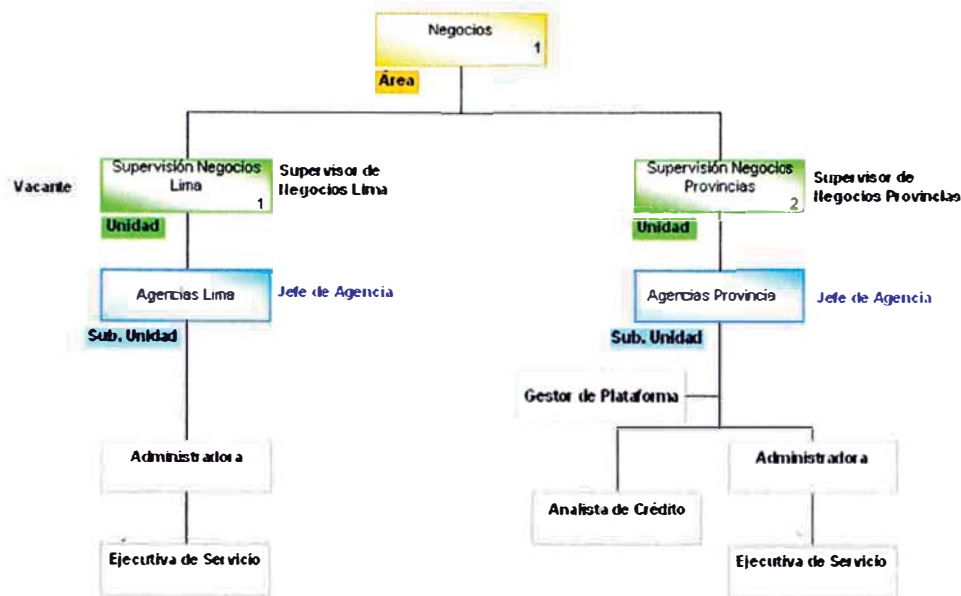 Negocios
1
Área
Vacante
Supervisión Negocios
Lima
1
Supervisor de
Negocios Lima
Unidad
Supervisión Negocios
Provincias
2
Supervisor de
Negocios Provincias
Unidad
Agencias Lima
Jefe de Agencia
Sub. Unidad
Agencias Provincia
Jefe de Agencia
Sub. Unidad
Gestor de Plataforma
Administradora
Administradora
Analista de Crédito
Ejecutiva de Servicio
Ejecutiva de Servicio